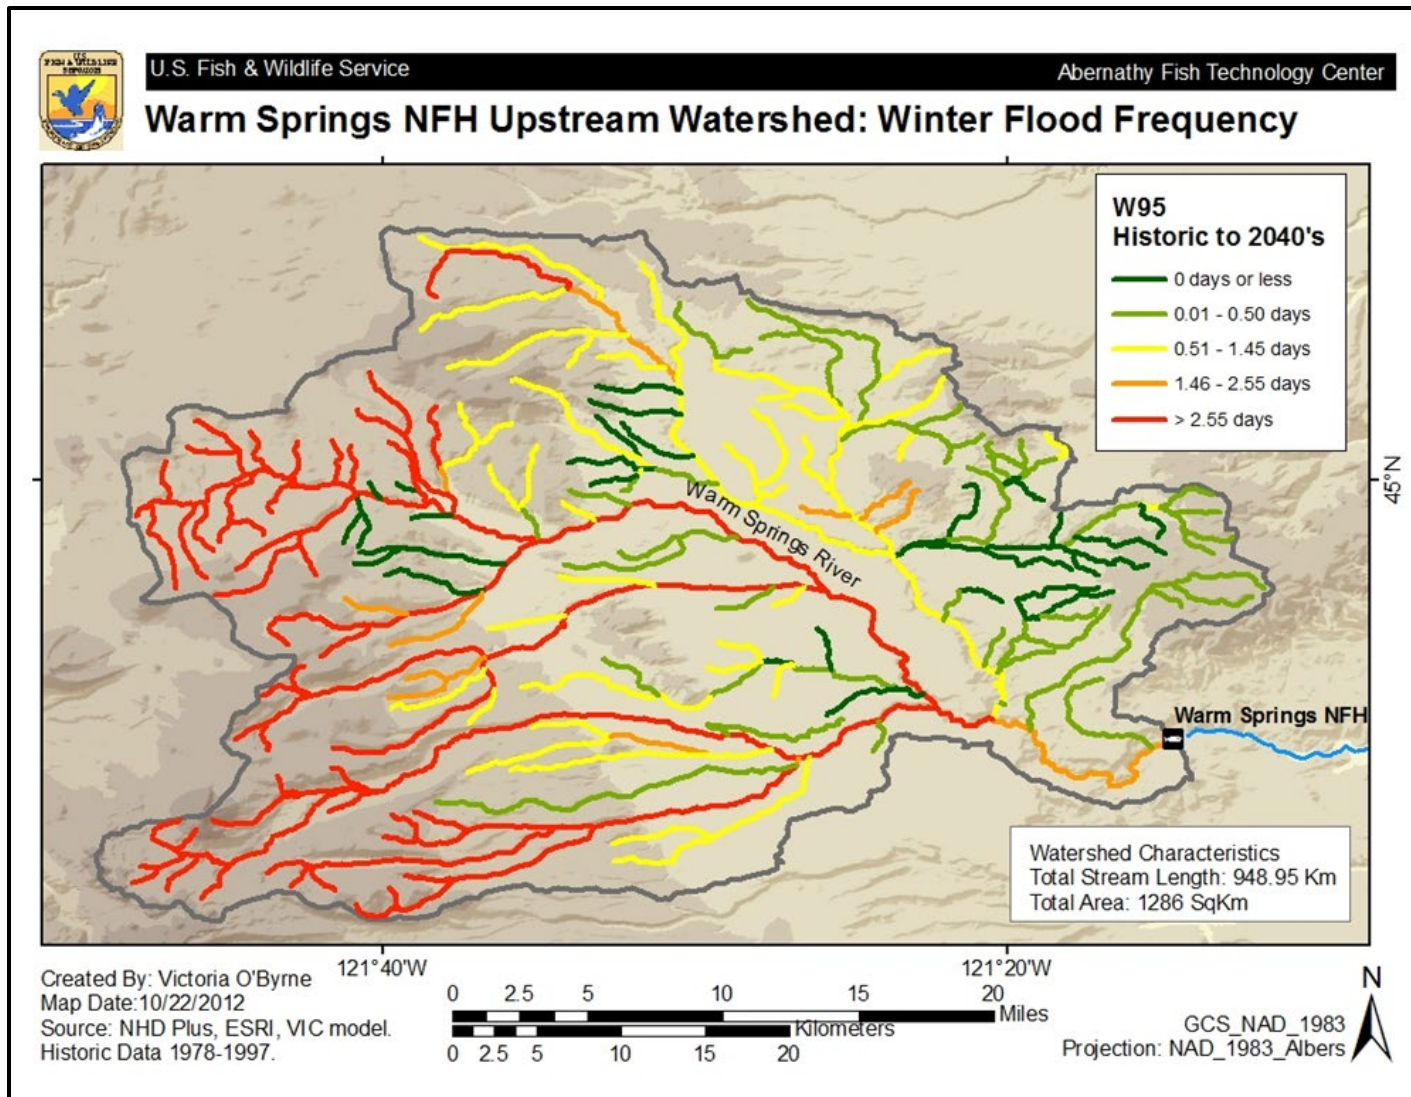 U.S.
FISH & WILDLIFE
SERVICE
U.S. Fish & Wildlife Service
Abernathy Fish Technology Center
Warm Springs NFH Upstream Watershed: Winter Flood Frequency
W95
Historic to 2040's
0 days or less
0.01 - 0.50 days
0.51 - 1.45 days
1.46 - 2.55 days
> 2.55 days
45°N
Warm Springs River
Warm Springs NFH
Watershed Characteristics
Total Stream Length: 948.95 Km
Total Area: 1286 SqKm
121°40'W
121°20'W
Created By: Victoria O'Byrne
Map Date:10/22/2012
Source: NHD Plus, ESRI, VIC model.
Historic Data 1978-1997.
0 2.5 5 10 15 20
Miles
Kilometers
0 2.5 5 10 15 20
N
GCS_NAD_1983
Projection: NAD_1983_Albers